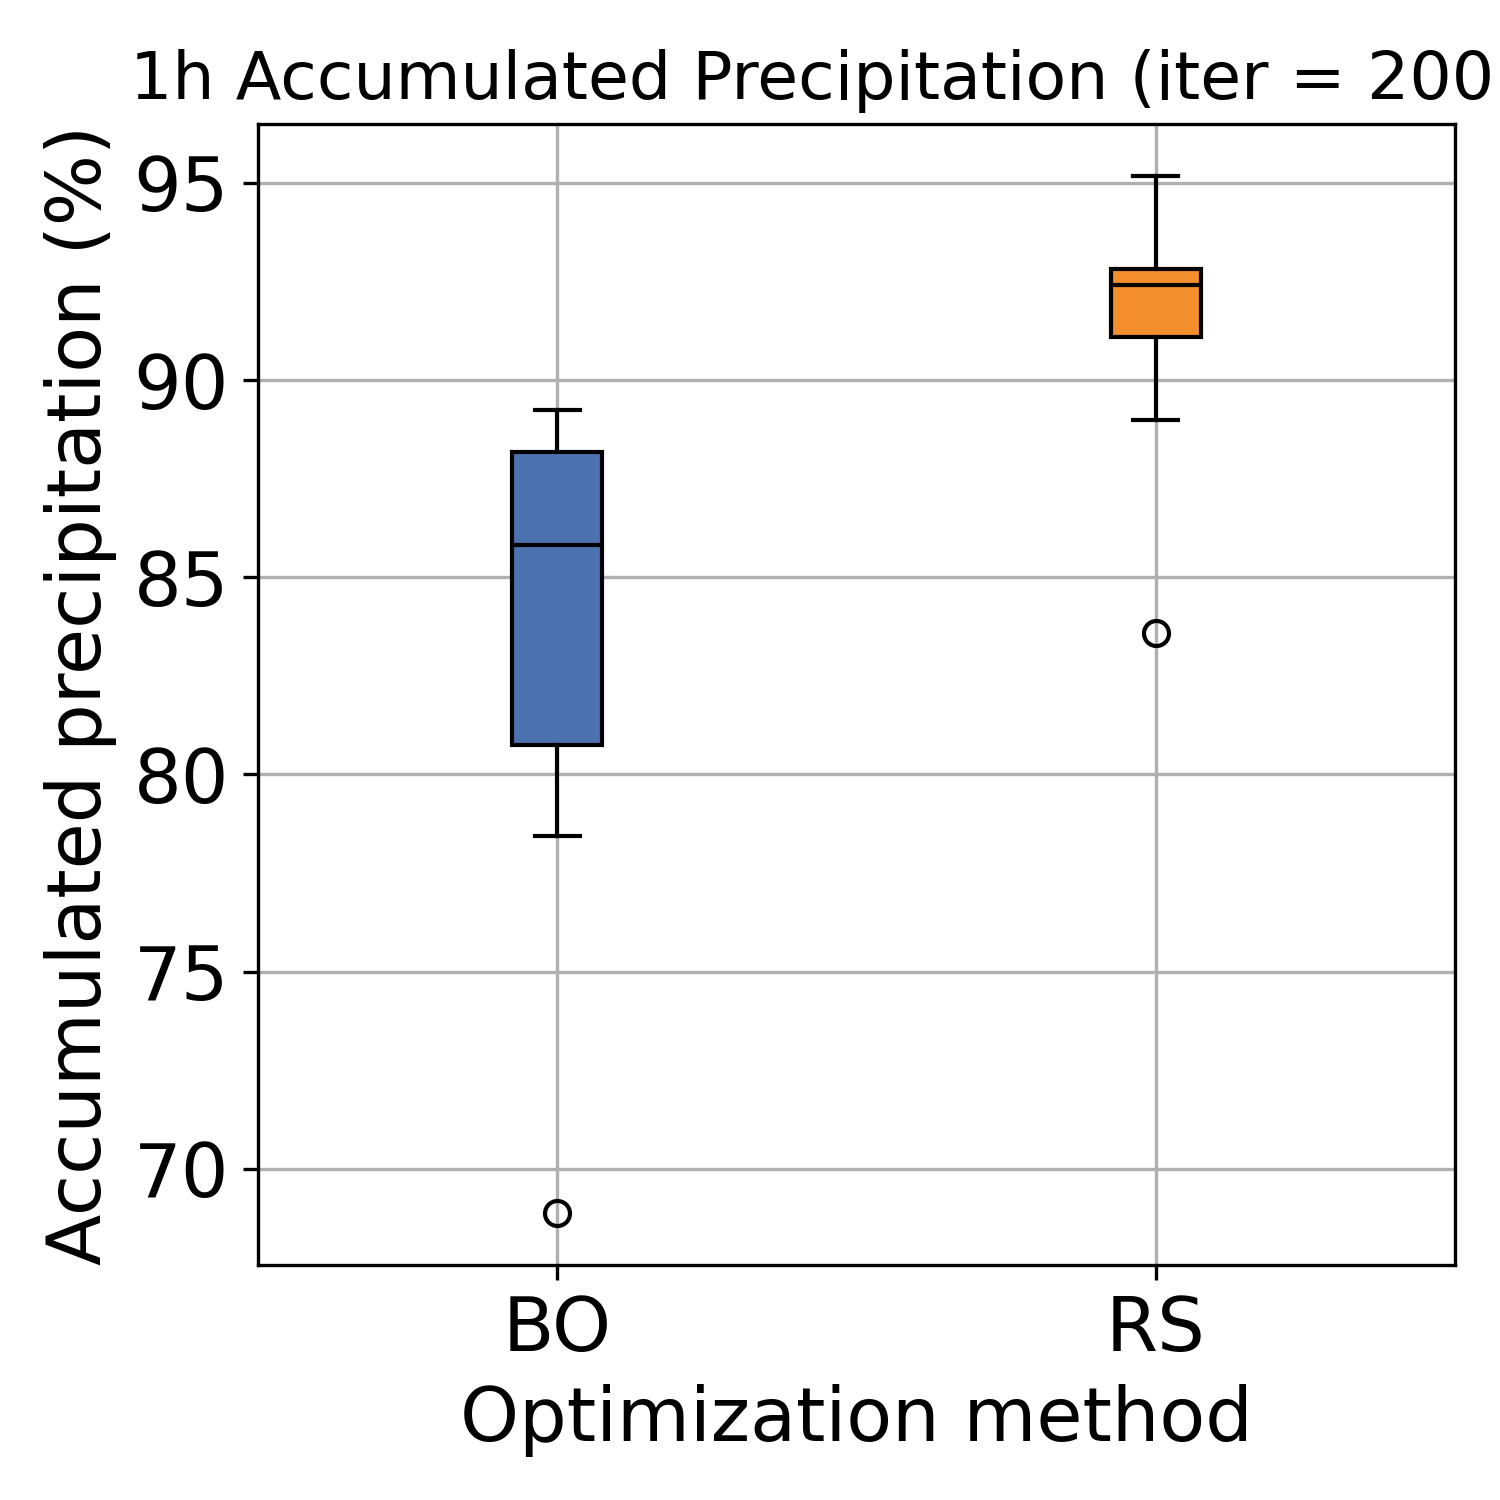 1h Accumulated Precipitation (iter = 200
Accumulated precipitation (%)
95
90
85
80
75
70
BO
RS
Optimization method